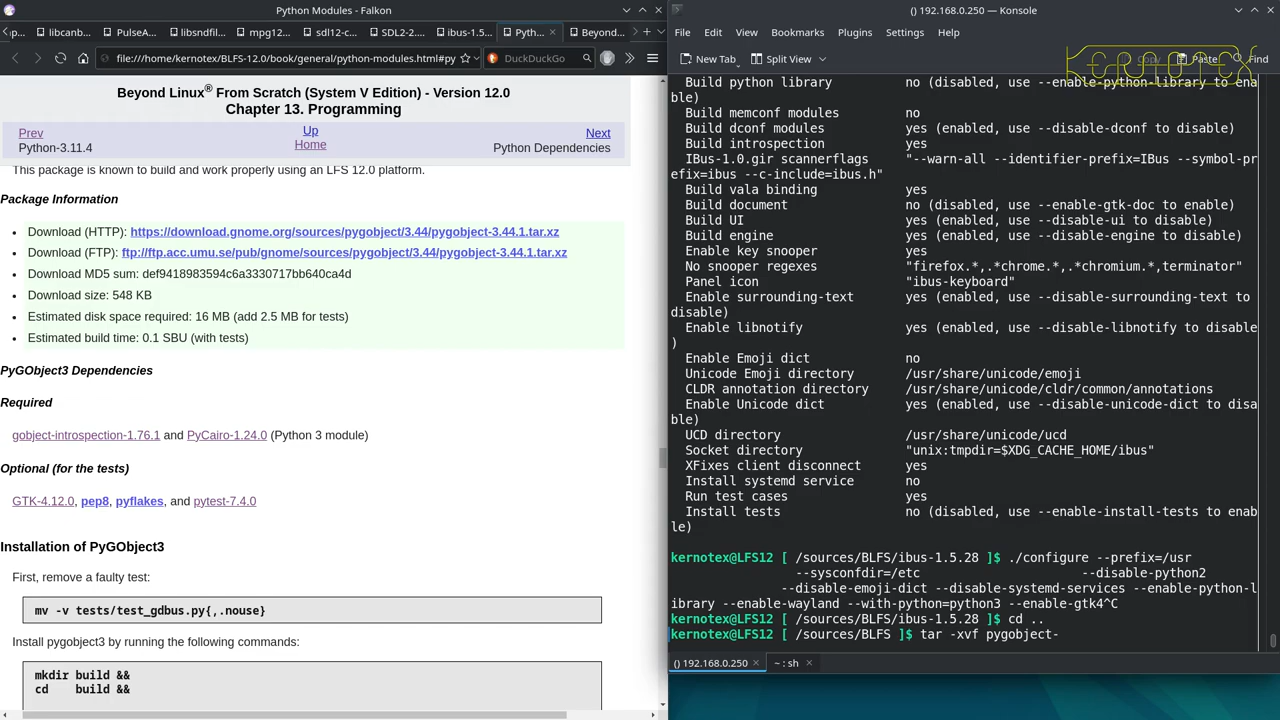 Python Modules - Falkon
p...
libcanb...
PulseA...
libsndfil...
mpg12...
sdl12-c...
SDL2-2....
ibus-1.5...
Pyth...
Beyond...
file:///home/kernotex/BLFS-12.0/book/general/python-modules.html#py
DuckDuckGo
Beyond Linux® From Scratch (System V Edition) - Version 12.0
Chapter 13. Programming
Prev
Up
Next
Python-3.11.4
Home
Python Dependencies
This package is known to build and work properly using an LFS 12.0 platform.
Package Information
Download (HTTP): https://download.gnome.org/sources/pygobject/3.44/pygobject-3.44.1.tar.xz
Download (FTP): ftp://ftp.acc.umu.se/pub/gnome/sources/pygobject/3.44/pygobject-3.44.1.tar.xz
Download MD5 sum: def9418983594c6a3330717bb640ca4d
Download size: 548 KB
Estimated disk space required: 16 MB (add 2.5 MB for tests)
Estimated build time: 0.1 SBU (with tests)
PyGObject3 Dependencies
Required
gobject-introspection-1.76.1 and PyCairo-1.24.0 (Python 3 module)
Optional (for the tests)
GTK-4.12.0, pep8, pyflakes, and pytest-7.4.0
Installation of PyGObject3
First, remove a faulty test:
mv -v tests/test_gdbus.py{,.nouse}
Install pygobject3 by running the following commands:
mkdir build &&
cd    build &&
() 192.168.0.250 — Konsole
File Edit View Bookmarks Plugins Settings Help
New Tab
Split View
Copy
Paste
Find
KERNOTEX
Build python library no (disabled, use --enable-python-library to ena
ble)
Build memconf modules no
Build dconf modules yes (enabled, use --disable-dconf to disable)
Build introspection yes
IBus-1.0.gir scannerflags "--warn-all --identifier-prefix=IBus --symbol-pr
efix=ibus --c-include=ibus.h"
Build vala binding yes
Build document no (disabled, use --enable-gtk-doc to enable)
Build UI yes (enabled, use --disable-ui to disable)
Build engine yes (enabled, use --disable-engine to disable)
Enable key snooper yes
No snooper regexes "firefox.*,.*chrome.*,.*chromium.*,terminator"
Panel icon "ibus-keyboard"
Enable surrounding-text yes (enabled, use --disable-surrounding-text to
disable)
Enable libnotify yes (enabled, use --disable-libnotify to disable
)
Enable Emoji dict no
Unicode Emoji directory /usr/share/unicode/emoji
CLDR annotation directory /usr/share/unicode/cldr/common/annotations
Enable Unicode dict yes (enabled, use --disable-unicode-dict to disa
ble)
UCD directory /usr/share/unicode/ucd
Socket directory "unix:tmpdir=$XDG_CACHE_HOME/ibus"
XFixes client disconnect yes
Install systemd service no
Run test cases yes
Install tests no (disabled, use --enable-install-tests to enab
le)
kernotex@LFS12 [ /sources/BLFS/ibus-1.5.28 ]$ ./configure --prefix=/usr
--sysconfdir=/etc --disable-python2
--disable-emoji-dict --disable-systemd-services --enable-python-l
ibrary --enable-wayland --with-python=python3 --enable-gtk4^C
kernotex@LFS12 [ /sources/BLFS/ibus-1.5.28 ]$ cd ..
kernotex@LFS12 [ /sources/BLFS ]$ tar -xvf pygobject-
() 192.168.0.250
~ : sh